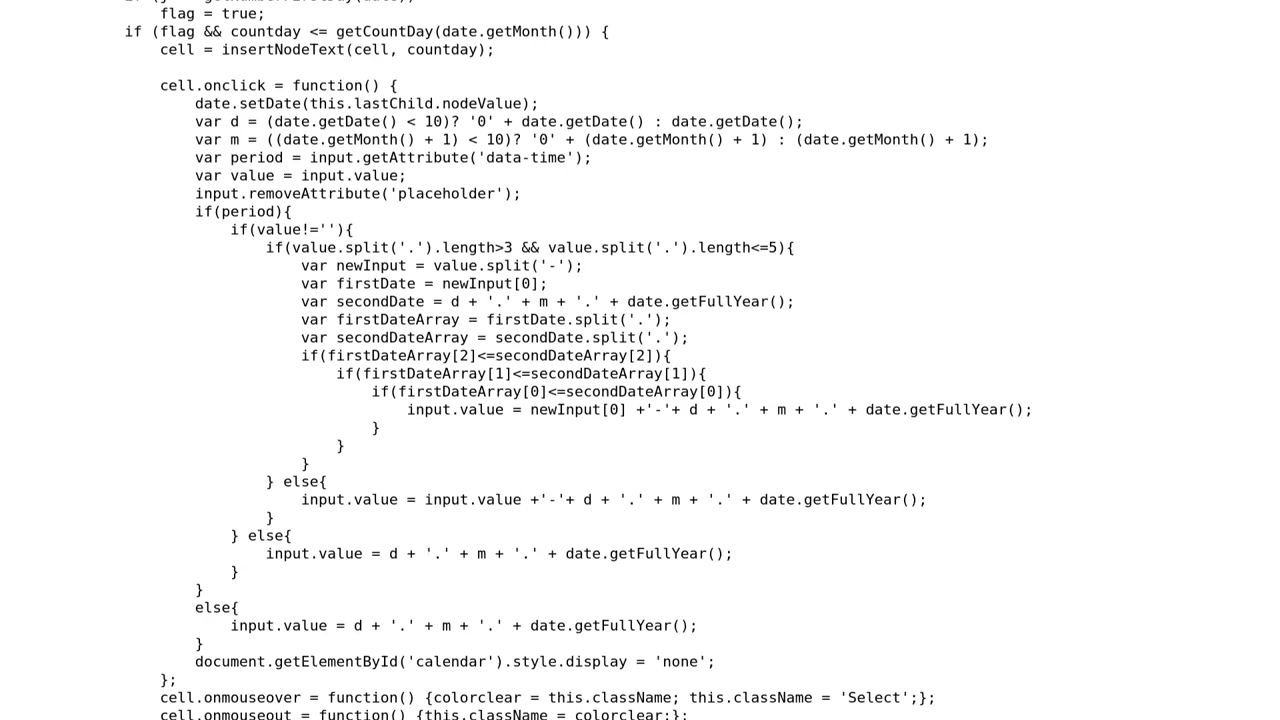 flag = true;
if (flag && countday <= getCountDay(date.getMonth())) {
cell = insertNodeText(cell, countday);
cell.onclick = function() {
date.setDate(this.lastChild.nodeValue);
var d = (date.getDate() < 10)? '0' + date.getDate() : date.getDate();
var m = ((date.getMonth() + 1) < 10)? '0' + (date.getMonth() + 1) : (date.getMonth() + 1);
var period = input.getAttribute('data-time');
var value = input.value;
input.removeAttribute('placeholder');
if(period){
if(value!=''){
if(value.split('.').length>3 && value.split('.').length<=5){
var newInput = value.split('-');
var firstDate = newInput[0];
var secondDate = d + '.' + m + '.' + date.getFullYear();
var firstDateArray = firstDate.split('.');
var secondDateArray = secondDate.split('.');
if(firstDateArray[2]<=secondDateArray[2]){
if(firstDateArray[1]<=secondDateArray[1]){
if(firstDateArray[0]<=secondDateArray[0]){
input.value = newInput[0] +'-'+ d + '.' + m + '.' + date.getFullYear();
}
}
}
} else{
input.value = input.value +'-'+ d + '.' + m + '.' + date.getFullYear();
}
} else{
input.value = d + '.' + m + '.' + date.getFullYear();
}
}
else{
input.value = d + '.' + m + '.' + date.getFullYear();
}
document.getElementById('calendar').style.display = 'none';
};
cell.onmouseover = function() {colorclear = this.className; this.className = 'Select';};
cell.onmouseout = function() {this.className = colorclear;};